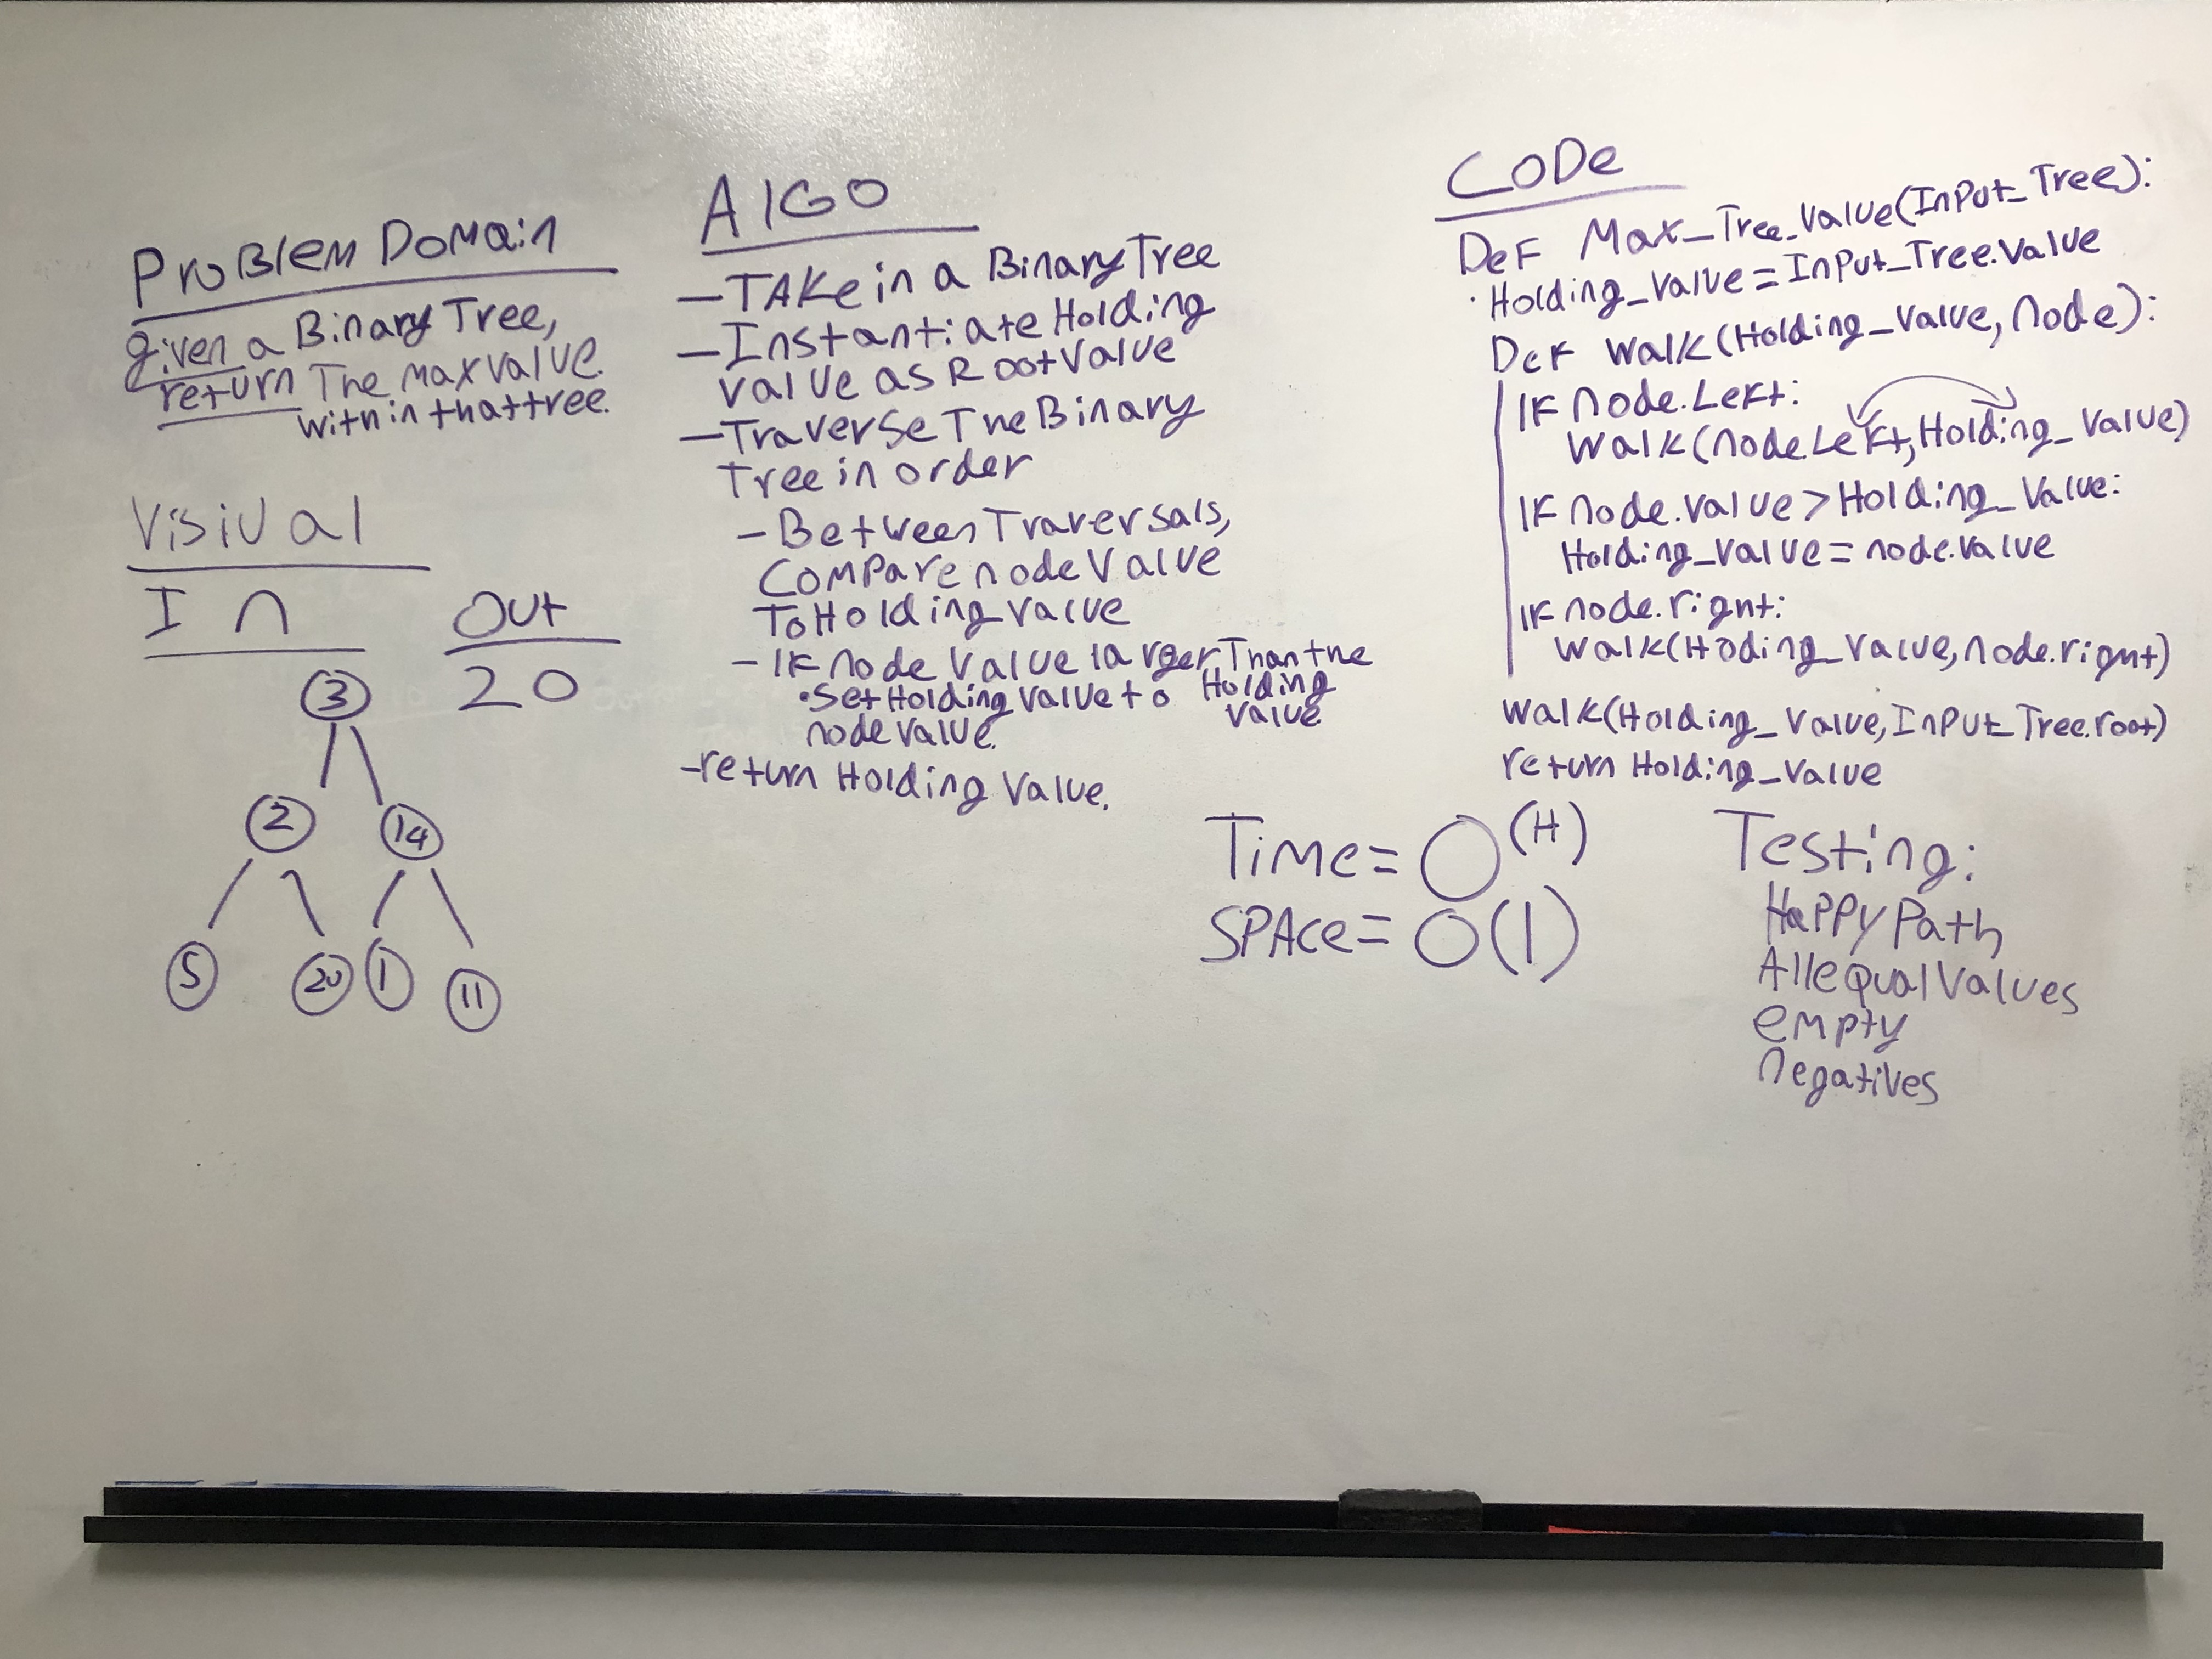 Problem Domain
given a Binary Tree,
return The max value
within that tree.
Visiual
In
Out
20
3
2
14
5
20
1
11
AlGO
- TAKe in a Binary Tree
- Instantiate Holding
value as Root value
- Traverse The Binary
Tree in order
- Between Traversals,
Compare node Value
To Holding value
- IF node Value larger Than the
Holding
value
• Set Holding value to
node value.
- return Holding Value.
CODe
DeF Max_Tree_Value(Input_Tree):
• Holding_Value = Input_Tree.Value
DeF Walk(Holding_Value, node):
IF node.Left:
Walk(node.Left, Holding_Value)
IF node.value > Holding_Value:
Holding_Value = node.value
IF node.right:
Walk(Hoding_Value, node.right)
Walk(Holding_Value, Input_Tree.root)
return Holding_Value
Time = O(H)
SPAce = O(1)
Testing:
Happy Path
All equal Values
empty
negatives